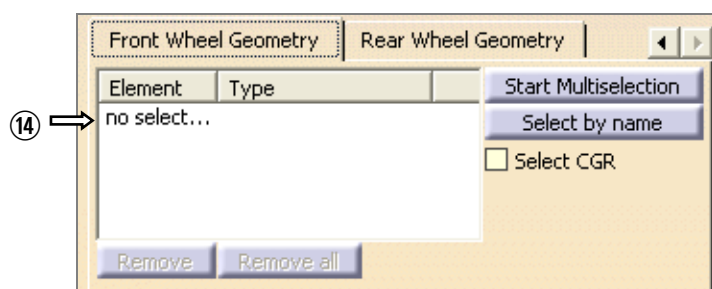 Front Wheel Geometry Rear Wheel Geometry
Element Type Start Multiselection
⑭ no select... Select by name
Select CGR
Remove Remove all